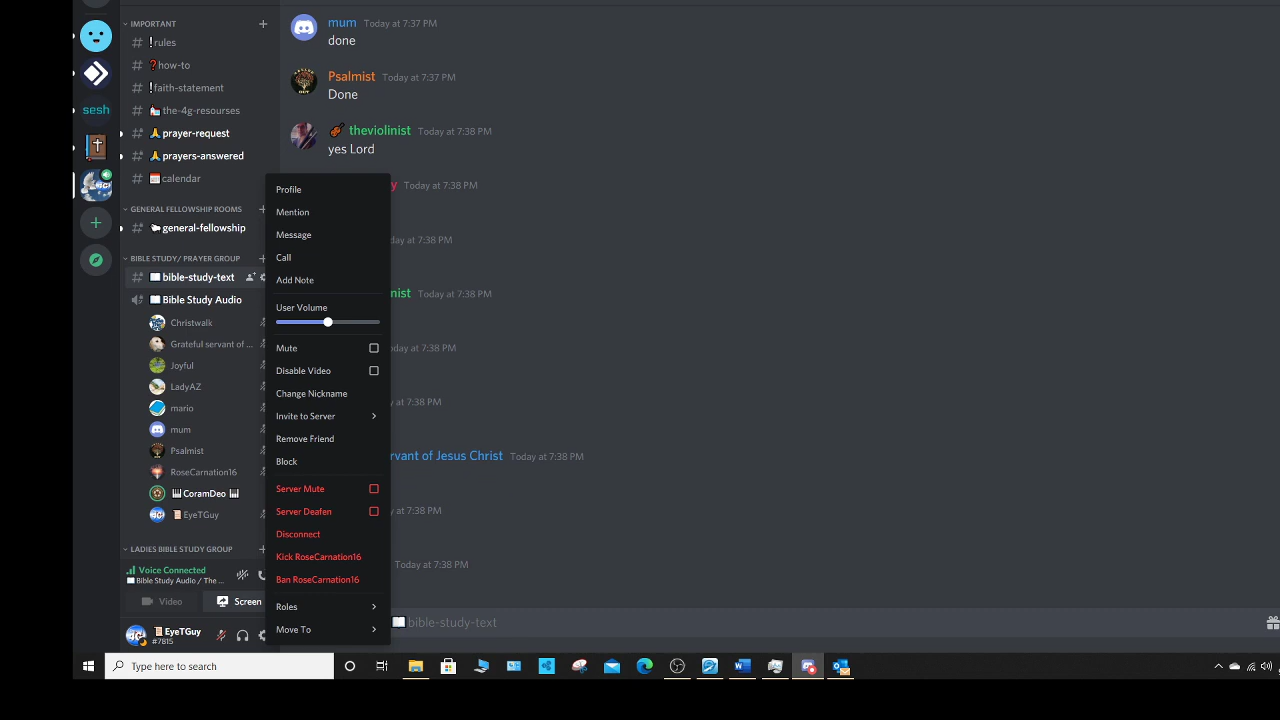 IMPORTANT
!rules
❓how-to
!faith-statement
the-4g-resourses
prayer-request
prayers-answered
calendar
GENERAL FELLOWSHIP ROOMS
general-fellowship
BIBLE STUDY/ PRAYER GROUP
bible-study-text
Bible Study Audio
Christwalk
Grateful servant of ...
Joyful
LadyAZ
mario
mum
Psalmist
RoseCarnation16
CoramDeo
EyeTGuy
LADIES BIBLE STUDY GROUP
Voice Connected
Bible Study Audio / The ...
Video
Screen
EyeTGuy
#7815
sesh
Profile
Mention
Message
Call
Add Note
User Volume
Mute
Disable Video
Change Nickname
Invite to Server
Remove Friend
Block
Server Mute
Server Deafen
Disconnect
Kick RoseCarnation16
Ban RoseCarnation16
Roles
Move To
mum Today at 7:37 PM
done
Psalmist Today at 7:37 PM
Done
theviolinist Today at 7:38 PM
yes Lord
y Today at 7:38 PM
day at 7:38 PM
nist Today at 7:38 PM
oday at 7:38 PM
y at 7:38 PM
rvant of Jesus Christ Today at 7:38 PM
y at 7:38 PM
Today at 7:38 PM
bible-study-text
Type here to search